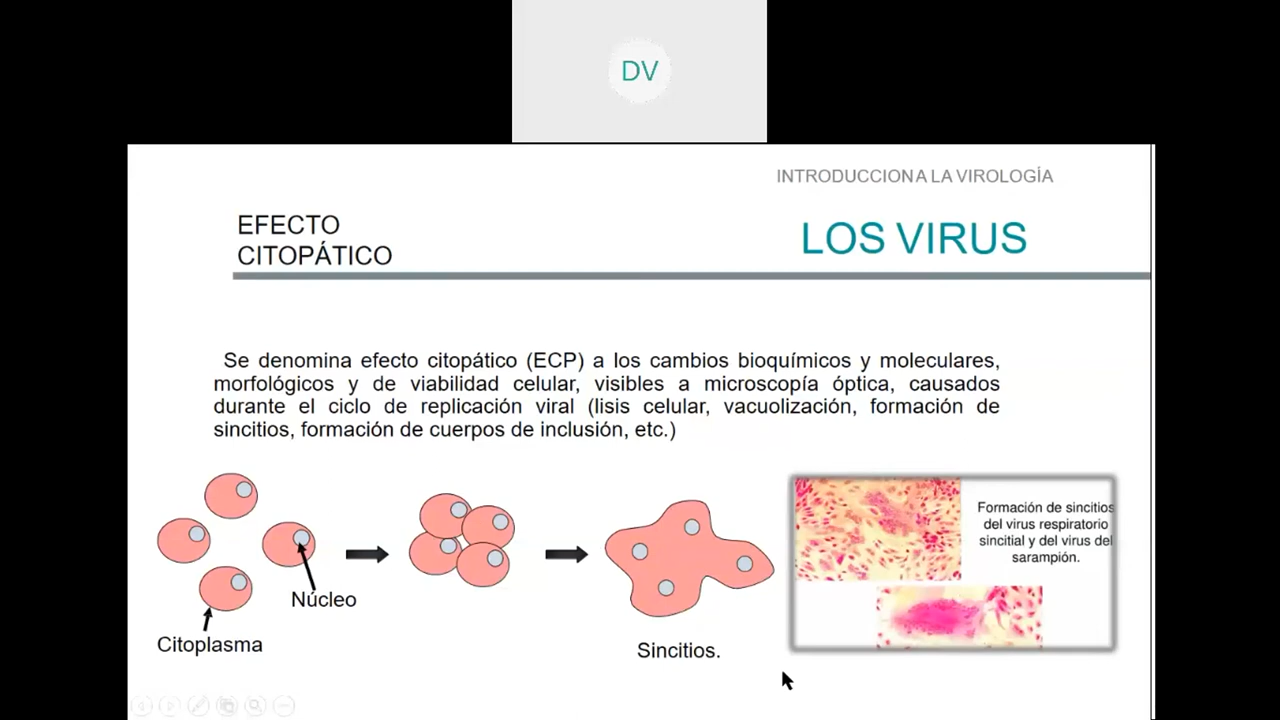 DV
INTRODUCCION A LA VIROLOGÍA
EFECTO
CITOPÁTICO
LOS VIRUS
Se denomina efecto citopático (ECP) a los cambios bioquímicos y moleculares,
morfológicos y de viabilidad celular, visibles a microscopía óptica, causados
durante el ciclo de replicación viral (lisis celular, vacuolización, formación de
sincitios, formación de cuerpos de inclusión, etc.)
Núcleo
Citoplasma
Sincitios.
Formación de sincitios
del virus respiratorio
sincitial y del virus del
sarampión.